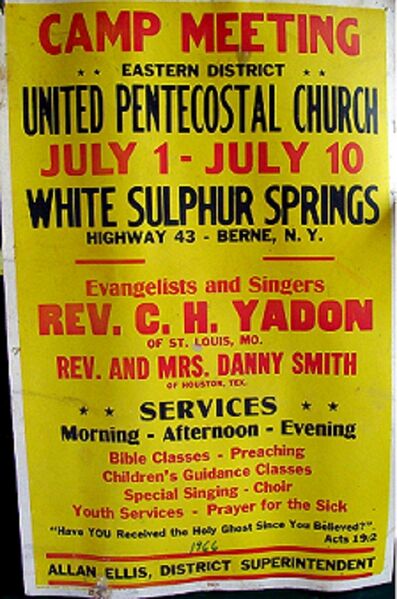 CAMP MEETING
★ ★ EASTERN DISTRICT ★ ★
UNITED PENTECOSTAL CHURCH
JULY 1 - JULY 10
WHITE SULPHUR SPRINGS
HIGHWAY 43 - BERNE, N. Y.
Evangelists and Singers
REV. C. H. YADON
OF ST. LOUIS, MO.
REV. AND MRS. DANNY SMITH
OF HOUSTON, TEX.
★ ★ SERVICES ★ ★
Morning - Afternoon - Evening
Bible Classes - Preaching
Children's Guidance Classes
Special Singing - Choir
Youth Services - Prayer for the Sick
"Have YOU Received the Holy Ghost Since You Believed?"
Acts 19:2
1966
ALLAN ELLIS, DISTRICT SUPERINTENDENT